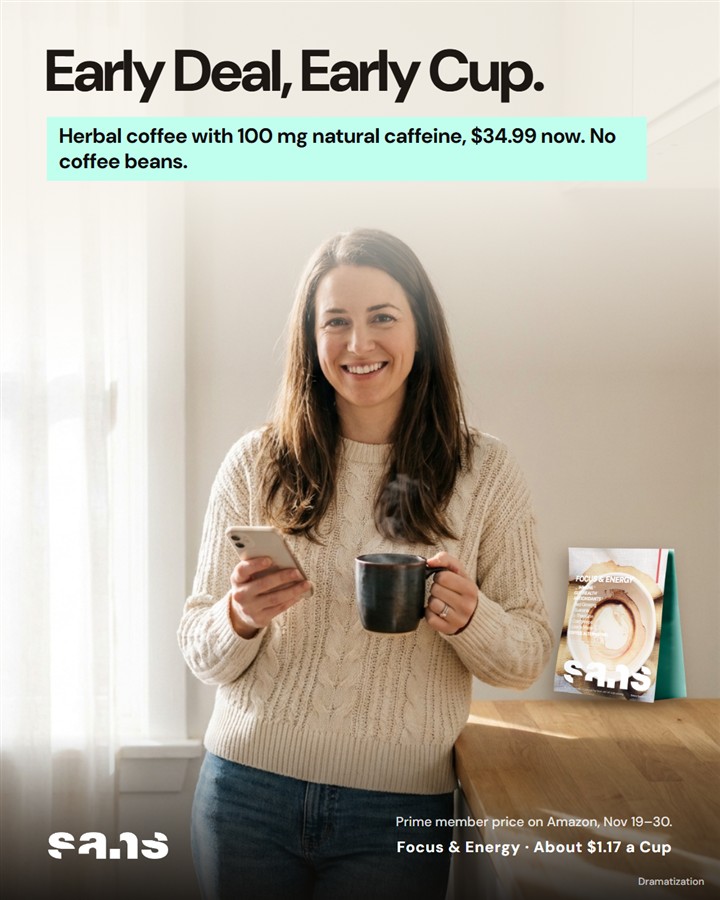 Early Deal, Early Cup.
Herbal coffee with 100 mg natural caffeine, $34.99 now. No
coffee beans.
FOCUS & ENERGY
sans
Prime member price on Amazon, Nov 19–30.
sans
Focus & Energy · About $1.17 a Cup
Dramatization